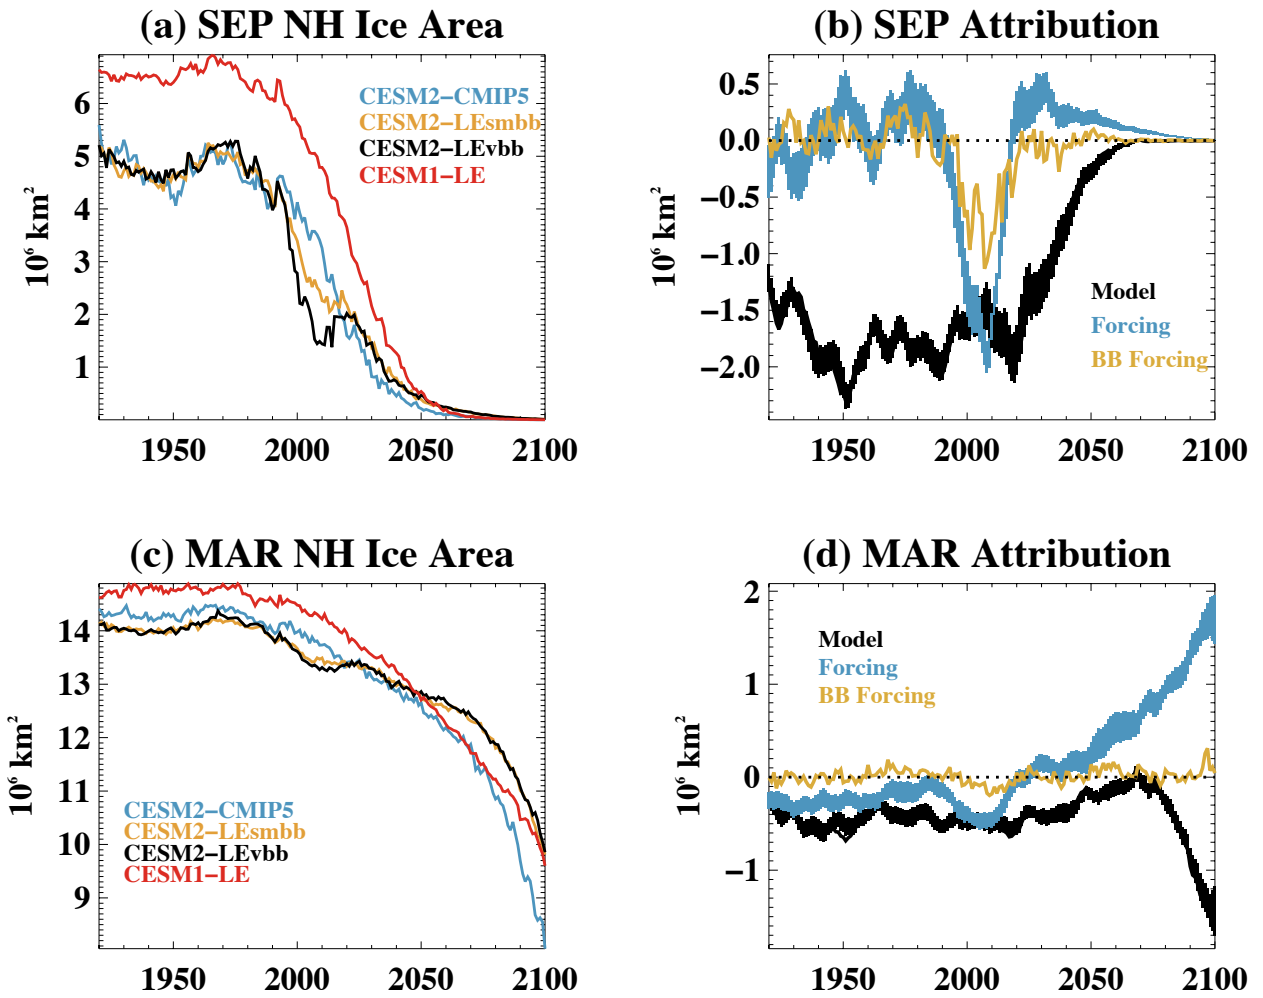 (a) SEP NH Ice Area
10⁶ km²
6
5
4
3
2
1
CESM2−CMIP5
CESM2−LEsmbb
CESM2−LEvbb
CESM1−LE
1950 2000 2050 2100
(b) SEP Attribution
10⁶ km²
0.5
0.0
−0.5
−1.0
−1.5
−2.0
Model
Forcing
BB Forcing
1950 2000 2050 2100
(c) MAR NH Ice Area
10⁶ km²
14
13
12
11
10
9
CESM2−CMIP5
CESM2−LEsmbb
CESM2−LEvbb
CESM1−LE
1950 2000 2050 2100
(d) MAR Attribution
10⁶ km²
2
1
0
−1
Model
Forcing
BB Forcing
1950 2000 2050 2100